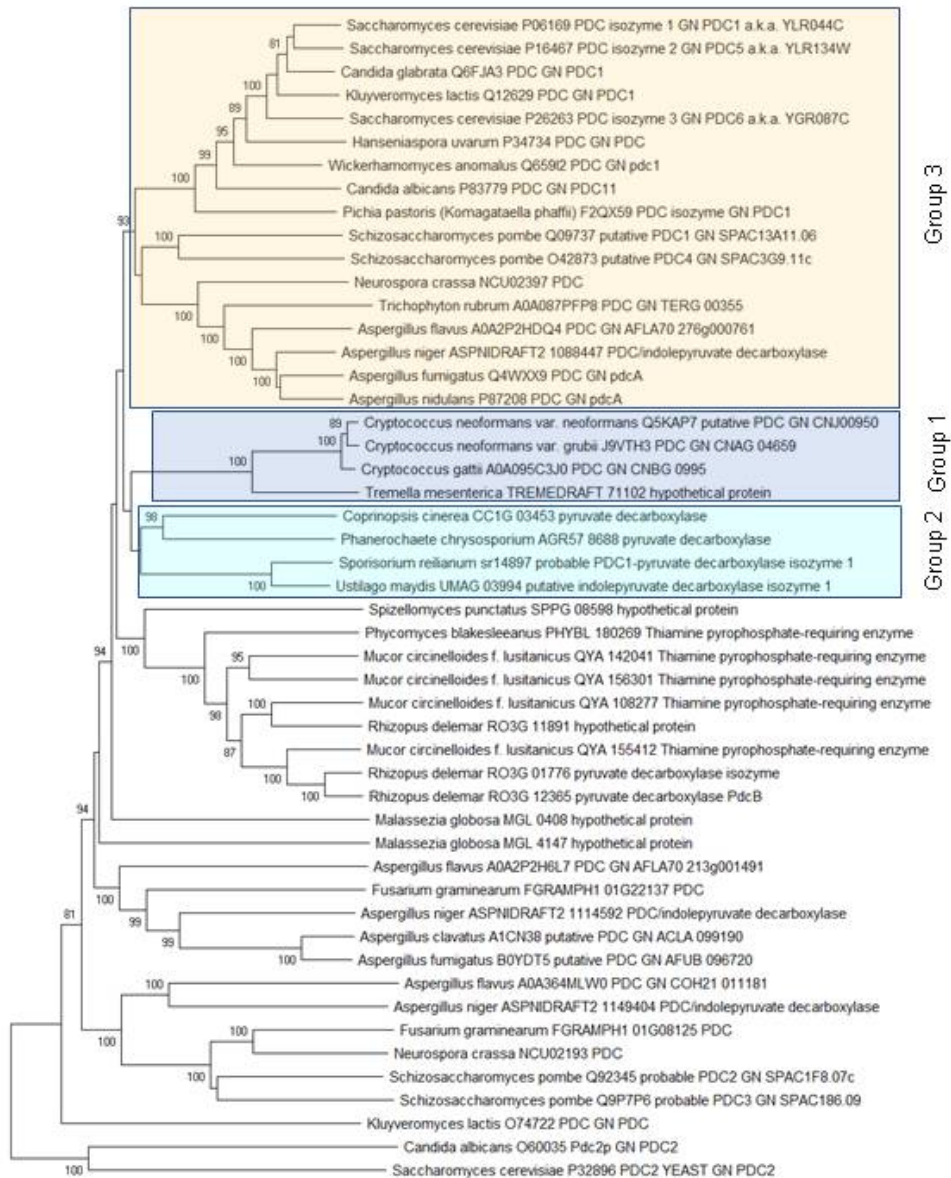 Saccharomyces cerevisiae P06169 PDC isozyme 1 GN PDC1 a.k.a. YLR044C
81
Saccharomyces cerevisiae P16467 PDC isozyme 2 GN PDC5 a.k.a. YLR134W
Candida glabrata Q6FJA3 PDC GN PDC1
100
Kluyveromyces lactis Q12629 PDC GN PDC1
89
Saccharomyces cerevisiae P26263 PDC isozyme 3 GN PDC6 a.k.a. YGR087C
95
Hanseniaspora uvarum P34734 PDC GN PDC
99
Wickerhamomyces anomalus Q659I2 PDC GN pdc1
100
Candida albicans P83779 PDC GN PDC11
93
Pichia pastoris (Komagataella phaffii) F2QX59 PDC isozyme GN PDC1
100
Schizosaccharomyces pombe Q09737 putative PDC1 GN SPAC13A11.06
Schizosaccharomyces pombe O42873 putative PDC4 GN SPAC3G9.11c
Neurospora crassa NCU02397 PDC
100
Trichophyton rubrum A0A087PFP8 PDC GN TERG 00355
100
Aspergillus flavus A0A2P2HDQ4 PDC GN AFLA70 276g000761
100
Aspergillus niger ASPNIDRAFT2 1088447 PDC/indolepyruvate decarboxylase
100
Aspergillus fumigatus Q4WXX9 PDC GN pdcA
Aspergillus nidulans P87208 PDC GN pdcA
Group 3
89
Cryptococcus neoformans var. neoformans Q5KAP7 putative PDC GN CNJ00950
100
Cryptococcus neoformans var. grubii J9VTH3 PDC GN CNAG 04659
100
Cryptococcus gattii A0A095C3J0 PDC GN CNBG 0995
Tremella mesenterica TREMEDRAFT 71102 hypothetical protein
Group 1
98
Coprinopsis cinerea CC1G 03453 pyruvate decarboxylase
Phanerochaete chrysosporium AGR57 8688 pyruvate decarboxylase
Sporisorium reilianum sr14897 probable PDC1-pyruvate decarboxylase isozyme 1
100
Ustilago maydis UMAG 03994 putative indolepyruvate decarboxylase isozyme 1
Group 2
Spizellomyces punctatus SPPG 08598 hypothetical protein
94
100
Phycomyces blakesleeanus PHYBL 180269 Thiamine pyrophosphate-requiring enzyme
100
95
Mucor circinelloides f. lusitanicus QYA 142041 Thiamine pyrophosphate-requiring enzyme
Mucor circinelloides f. lusitanicus QYA 156301 Thiamine pyrophosphate-requiring enzyme
98
100
Mucor circinelloides f. lusitanicus QYA 108277 Thiamine pyrophosphate-requiring enzyme
Rhizopus delemar RO3G 11891 hypothetical protein
87
Mucor circinelloides f. lusitanicus QYA 155412 Thiamine pyrophosphate-requiring enzyme
100
Rhizopus delemar RO3G 01776 pyruvate decarboxylase isozyme
100
Rhizopus delemar RO3G 12365 pyruvate decarboxylase PdcB
94
Malassezia globosa MGL 0408 hypothetical protein
Malassezia globosa MGL 4147 hypothetical protein
Aspergillus flavus A0A2P2H6L7 PDC GN AFLA70 213g001491
100
Fusarium graminearum FGRAMPH1 01G22137 PDC
81
99
Aspergillus niger ASPNIDRAFT2 1114592 PDC/indolepyruvate decarboxylase
99
Aspergillus clavatus A1CN38 putative PDC GN ACLA 099190
100
Aspergillus fumigatus B0YDT5 putative PDC GN AFUB 096720
100
Aspergillus flavus A0A364MLW0 PDC GN COH21 011181
Aspergillus niger ASPNIDRAFT2 1149404 PDC/indolepyruvate decarboxylase
100
100
Fusarium graminearum FGRAMPH1 01G08125 PDC
Neurospora crassa NCU02193 PDC
100
Schizosaccharomyces pombe Q92345 probable PDC2 GN SPAC1F8.07c
Schizosaccharomyces pombe Q9P7P6 probable PDC3 GN SPAC186.09
Kluyveromyces lactis O74722 PDC GN PDC
Candida albicans O60035 Pdc2p GN PDC2
100
Saccharomyces cerevisiae P32896 PDC2 YEAST GN PDC2